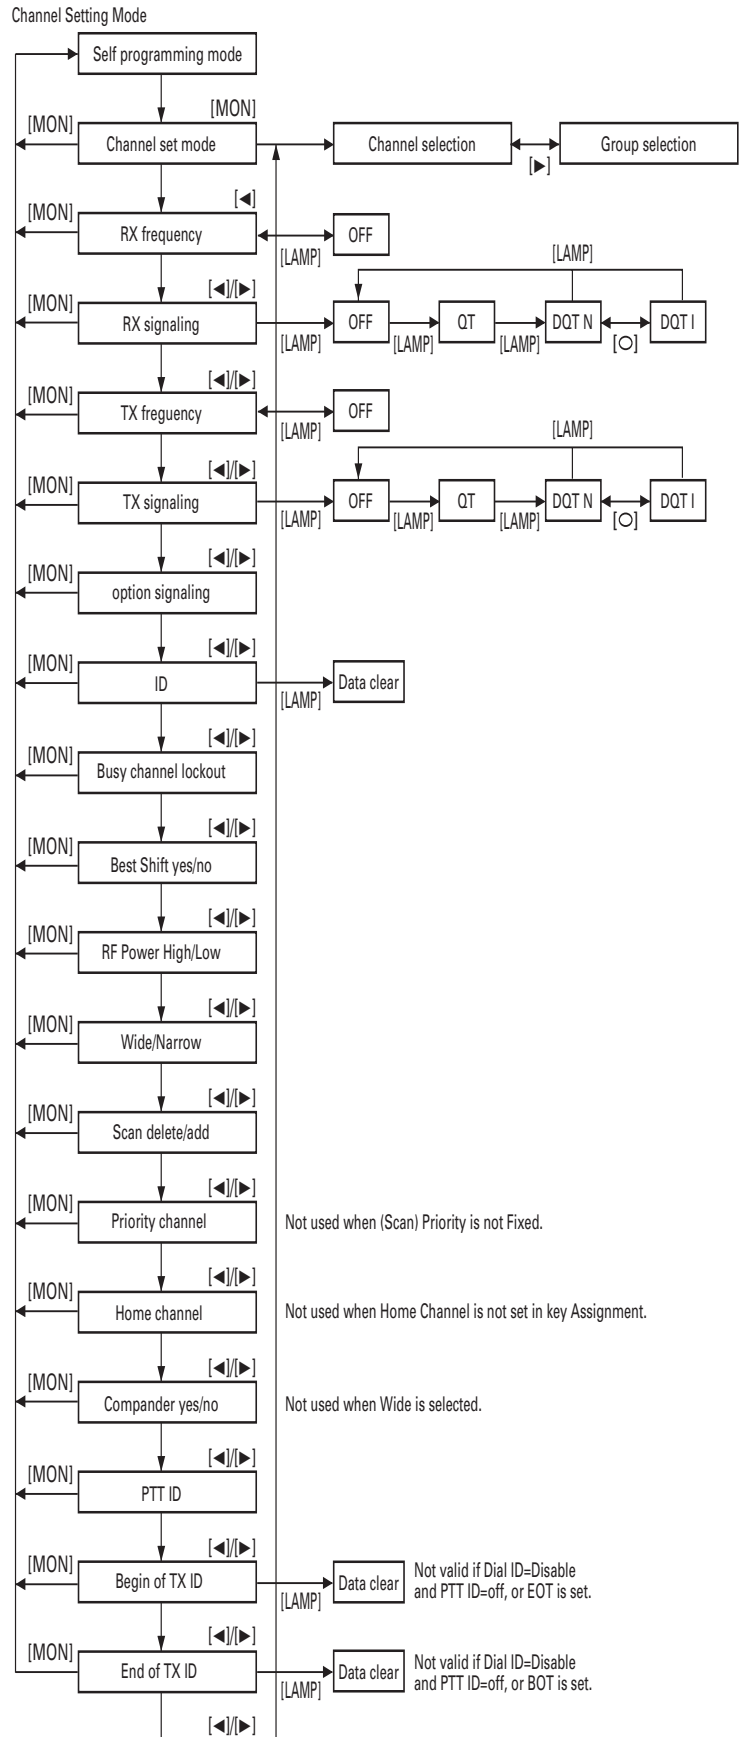 Channel Setting Mode
Self programming mode
[MON]
[MON]
Channel set mode
Channel selection
[▶]
Group selection
[◀]
[MON]
RX frequency
[LAMP]
OFF
[◀]/[▶]
[MON]
RX signaling
[LAMP]
[LAMP]
OFF
[LAMP]
QT
[LAMP]
DQT N
[○]
DQT I
[◀]/[▶]
[MON]
TX freguency
[LAMP]
OFF
[◀]/[▶]
[MON]
TX signaling
[LAMP]
[LAMP]
OFF
[LAMP]
QT
[LAMP]
DQT N
[○]
DQT I
[◀]/[▶]
[MON]
option signaling
[◀]/[▶]
[MON]
ID
[LAMP]
Data clear
[◀]/[▶]
[MON]
Busy channel lockout
[◀]/[▶]
[MON]
Best Shift yes/no
[◀]/[▶]
[MON]
RF Power High/Low
[◀]/[▶]
[MON]
Wide/Narrow
[◀]/[▶]
[MON]
Scan delete/add
[◀]/[▶]
[MON]
Priority channel
Not used when (Scan) Priority is not Fixed.
[◀]/[▶]
[MON]
Home channel
Not used when Home Channel is not set in key Assignment.
[◀]/[▶]
[MON]
Compander yes/no
Not used when Wide is selected.
[◀]/[▶]
[MON]
PTT ID
[◀]/[▶]
[MON]
Begin of TX ID
[LAMP]
Data clear
Not valid if Dial ID=Disable
and PTT ID=off, or EOT is set.
[◀]/[▶]
[MON]
End of TX ID
[LAMP]
Data clear
Not valid if Dial ID=Disable
and PTT ID=off, or BOT is set.
[◀]/[▶]